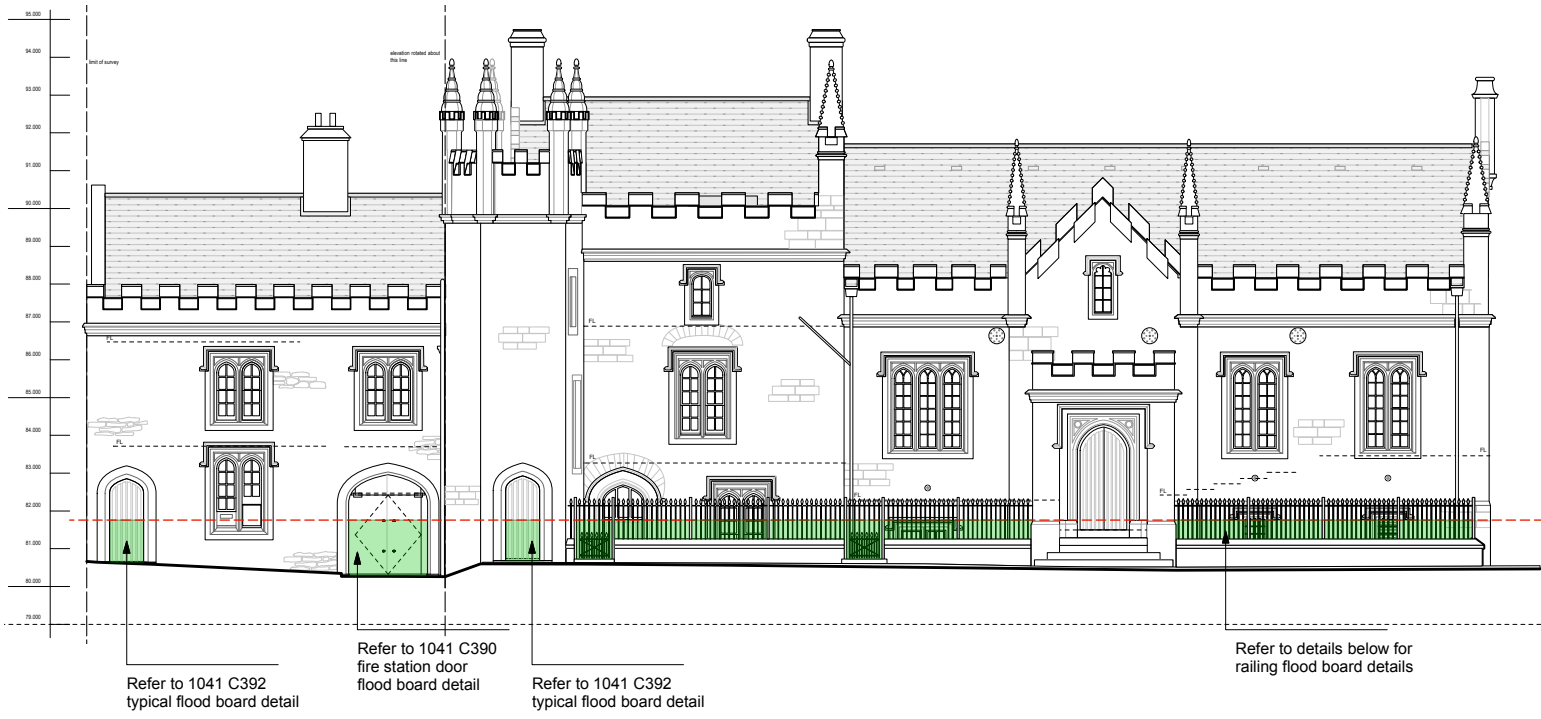 95.000
94.000
93.000
92.000
91.000
90.000
89.000
88.000
87.000
86.000
85.000
84.000
83.000
82.000
81.000
80.000
79.000
limit of survey
elevation rotated about
this line
FL
FL
FL
FL
FL
FL
FL
Refer to 1041 C392
typical flood board detail
Refer to 1041 C390
fire station door
flood board detail
Refer to 1041 C392
typical flood board detail
Refer to details below for
railing flood board details